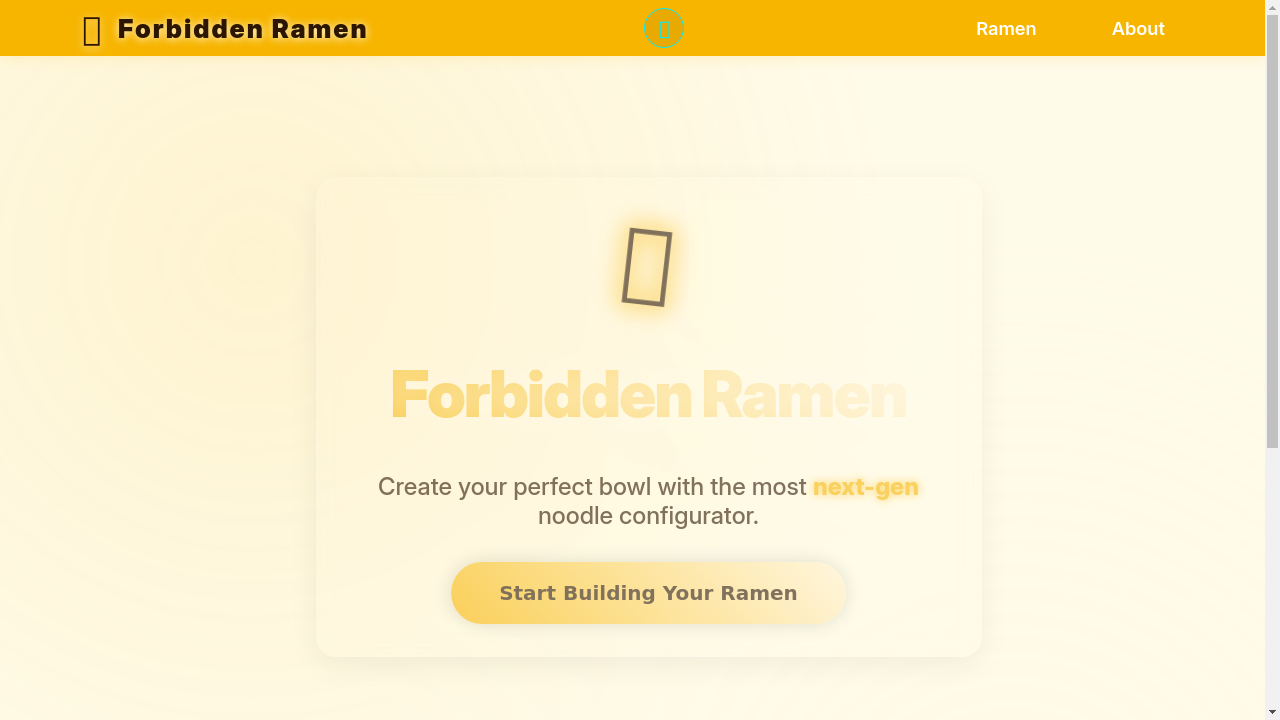 Forbidden Ramen
Ramen
About
Forbidden Ramen
Create your perfect bowl with the most next-gen
noodle configurator.
Start Building Your Ramen